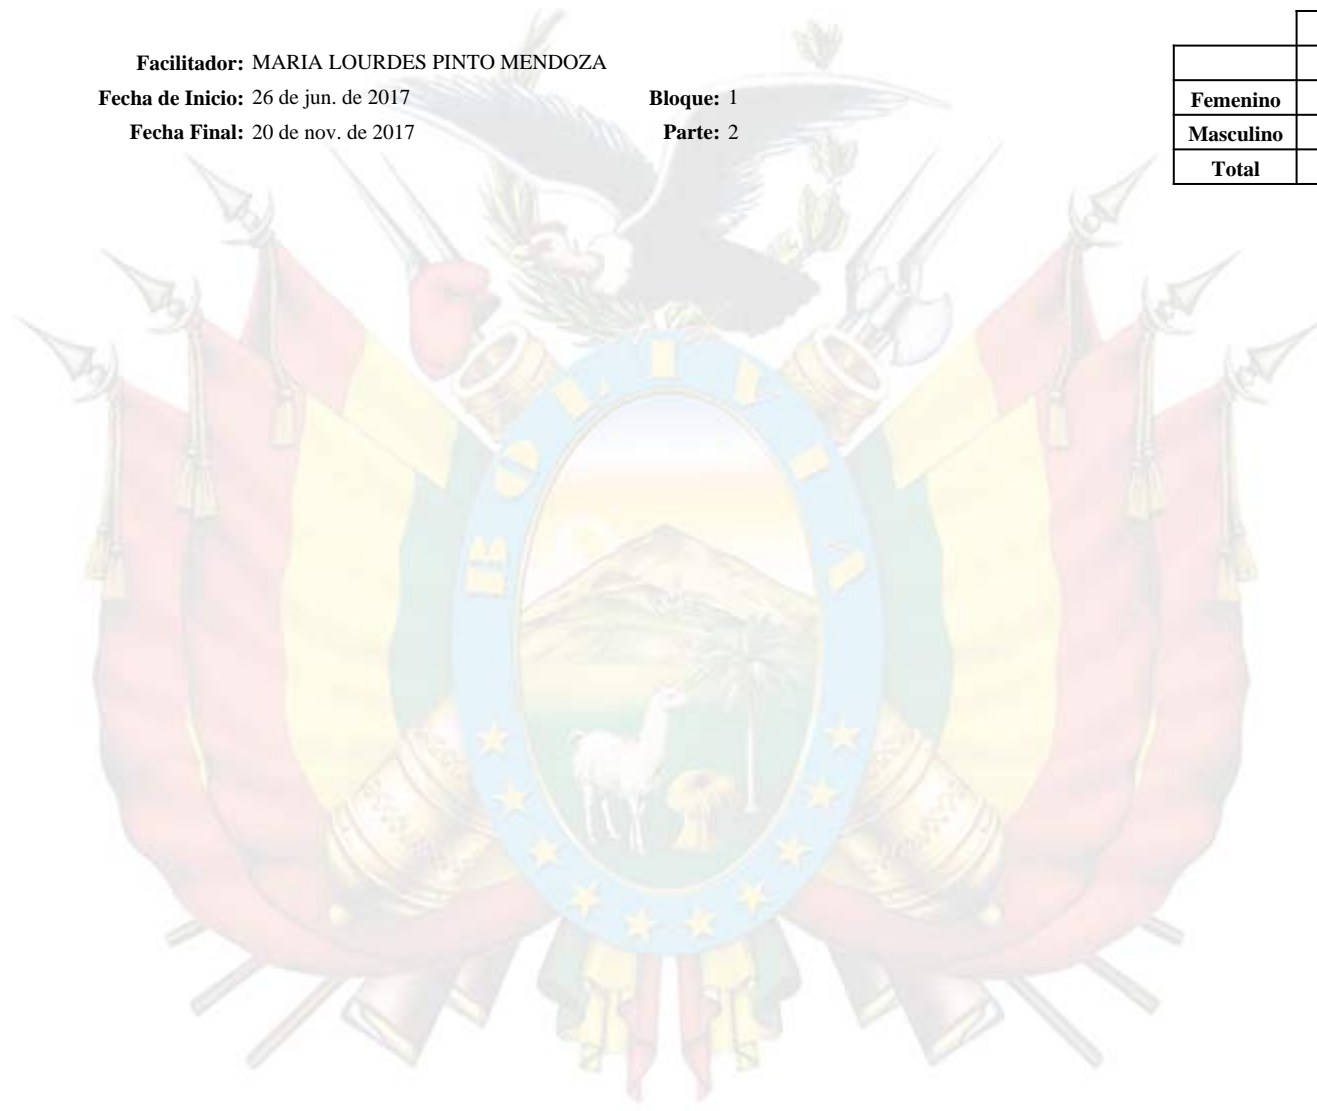 Facilitador: MARIA LOURDES PINTO MENDOZA
Fecha de Inicio: 26 de jun. de 2017 Bloque: 1
Fecha Final: 20 de nov. de 2017 Parte: 2
Femenino
Masculino
Total
BOLIVIA